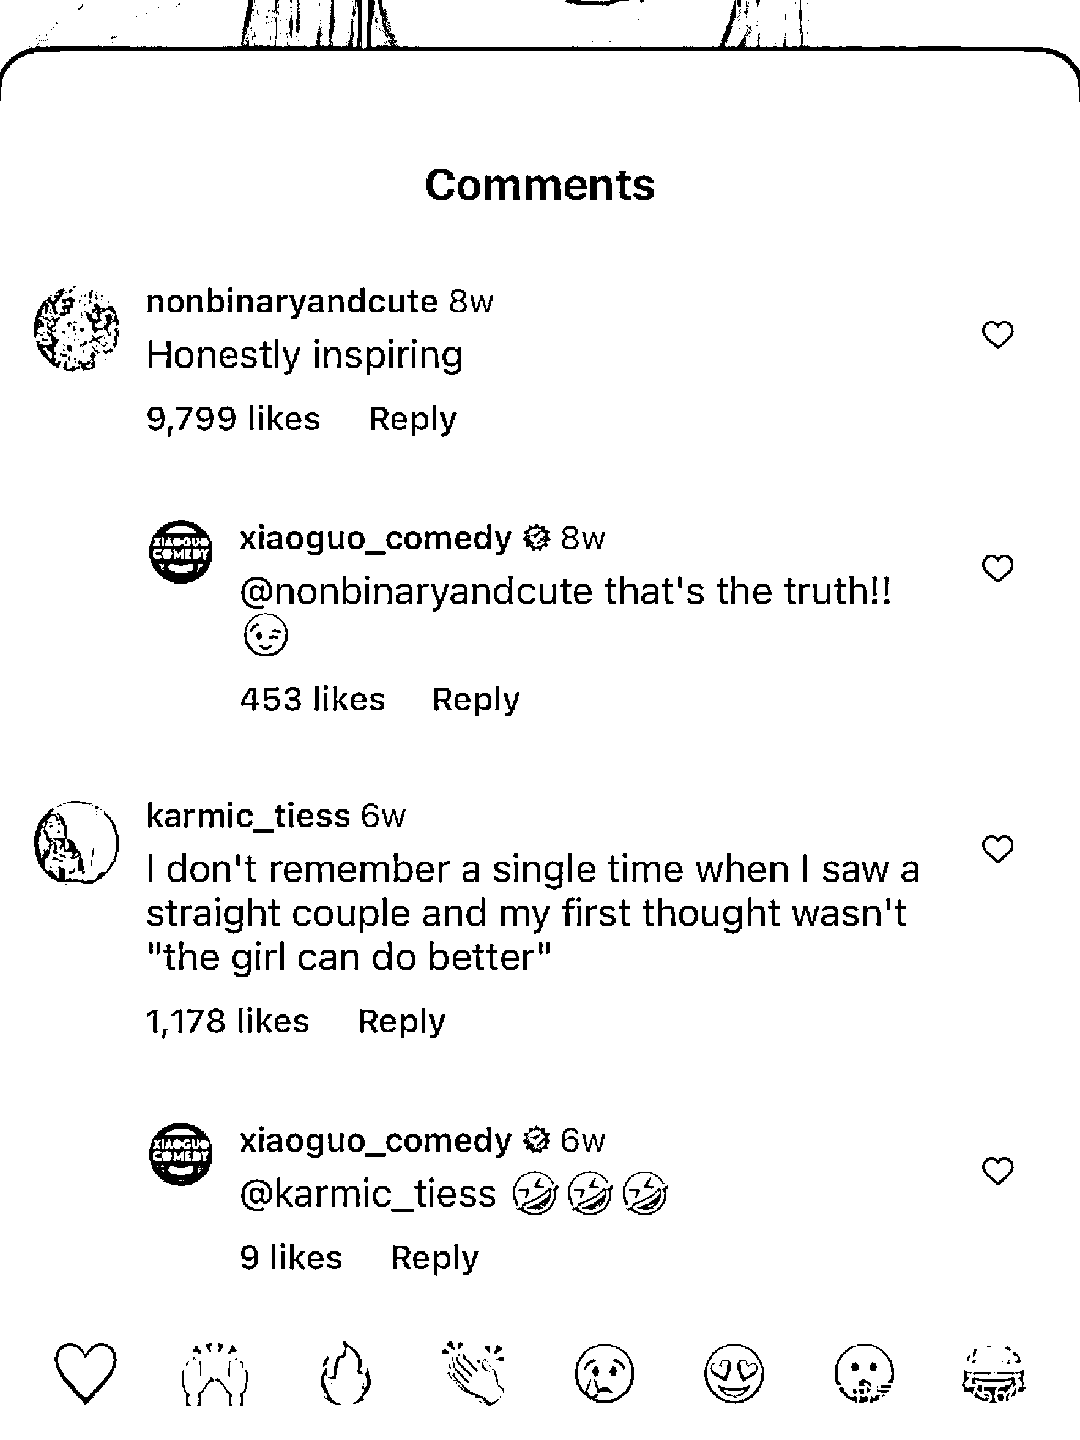 Comments
nonbinaryandcute 8w
Honestly inspiring
9,799 likes Reply
XIAOGUO
COMEDY
xiaoguo_comedy 8w
@nonbinaryandcute that's the truth!!
😉
453 likes Reply
karmic_tiess 6w
I don't remember a single time when I saw a
straight couple and my first thought wasn't
"the girl can do better"
1,178 likes Reply
XIAOGUO
COMEDY
xiaoguo_comedy 6w
@karmic_tiess 🤣🤣🤣
9 likes Reply